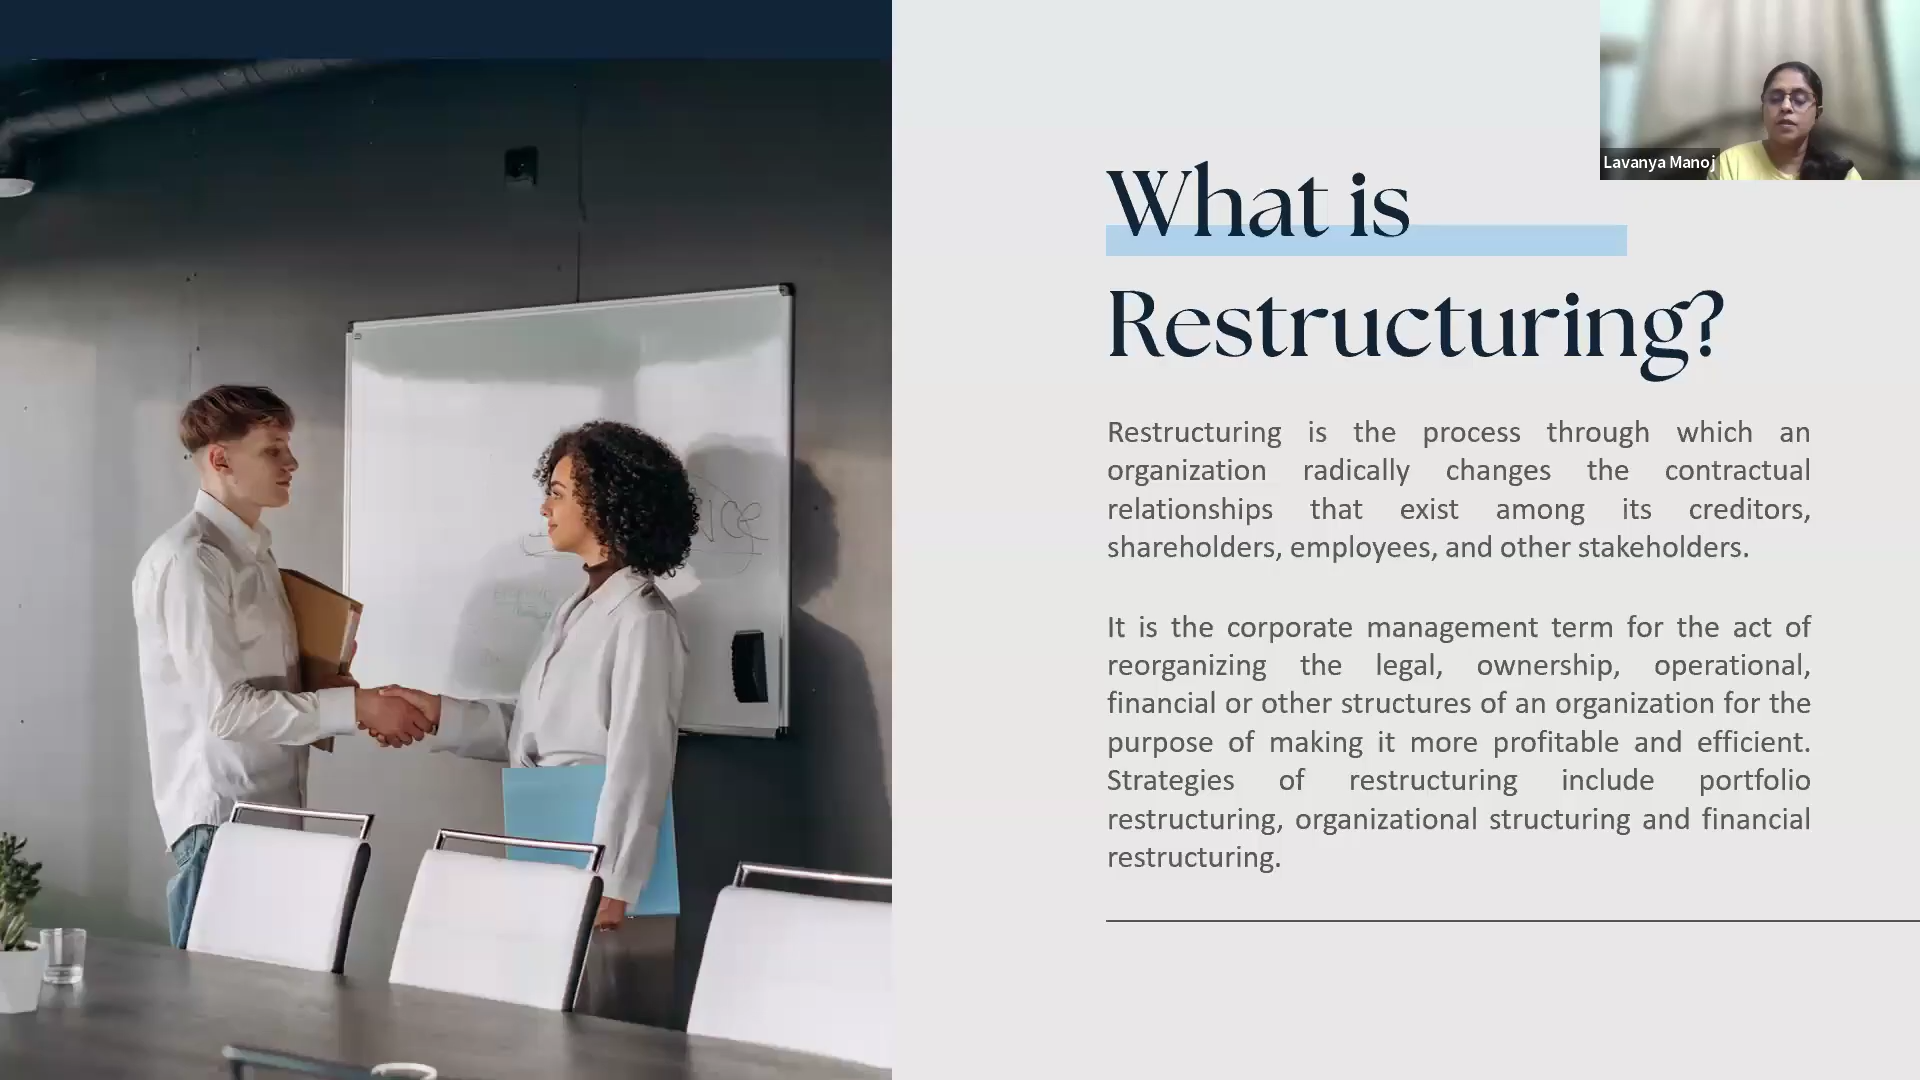 Lavanya Manoj
What is
Restructuring?
Restructuring is the process through which an
organization radically changes the contractual
relationships that exist among its creditors,
shareholders, employees, and other stakeholders.
It is the corporate management term for the act of
reorganizing the legal, ownership, operational,
financial or other structures of an organization for the
purpose of making it more profitable and efficient.
Strategies of restructuring include portfolio
restructuring, organizational structuring and financial
restructuring.